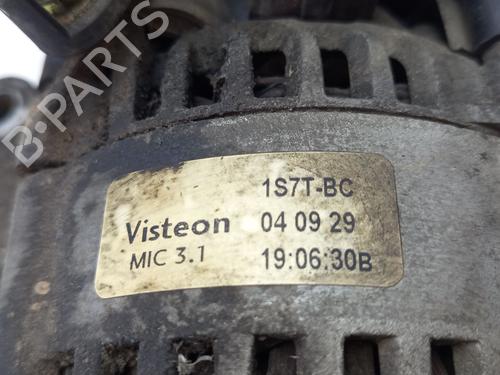 B-PARTS
1S7T-BC
Visteon 04 09 29
MIC 3.1 19:06:30B